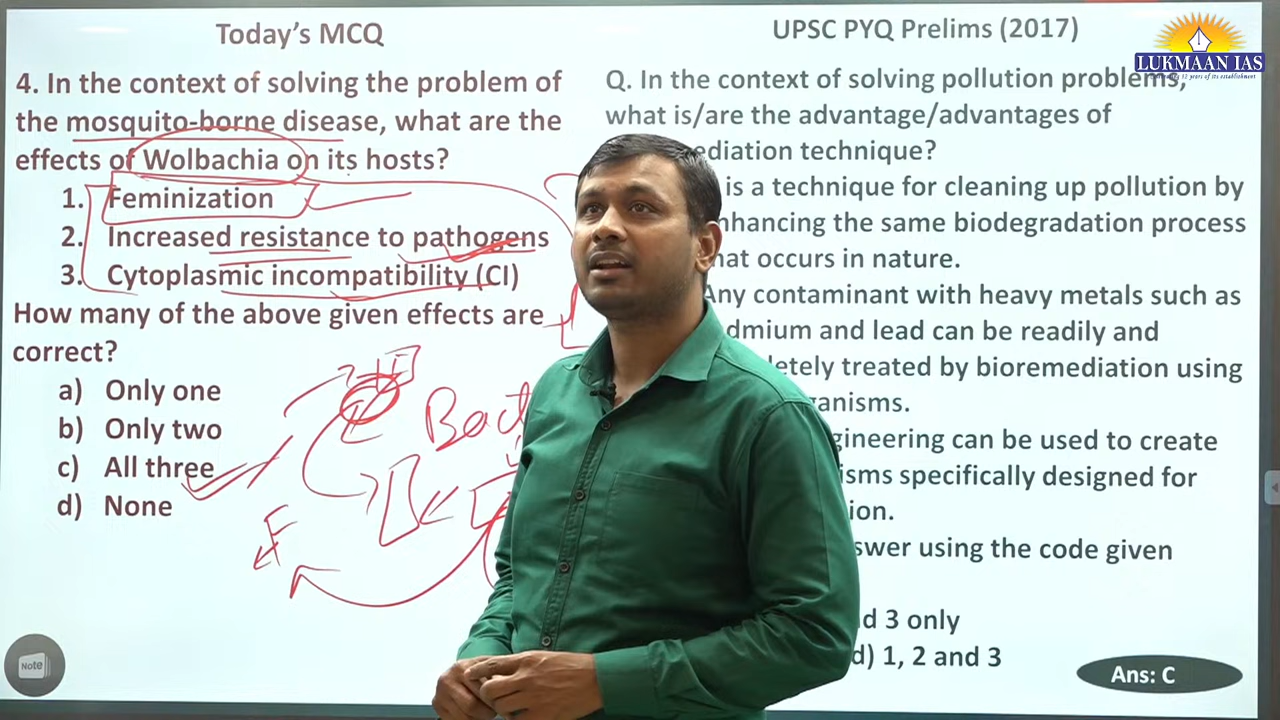 Today's MCQ
4. In the context of solving the problem of
the mosquito-borne disease, what are the
effects of Wolbachia on its hosts?
1. Feminization
2. Increased resistance to pathogens
3. Cytoplasmic incompatibility (CI)
How many of the above given effects are
correct?
a) Only one
b) Only two
c) All three
d) None
Note
UPSC PYQ Prelims (2017)
LUKMAAN IAS
Q. In the context of solving pollution problems,
what is/are the advantage/advantages of
ediation technique?
is a technique for cleaning up pollution by
nhancing the same biodegradation process
hat occurs in nature.
Any contaminant with heavy metals such as
dmium and lead can be readily and
letely treated by bioremediation using
ganisms.
gineering can be used to create
isms specifically designed for
ion.
swer using the code given
d 3 only
d) 1, 2 and 3
Ans: C